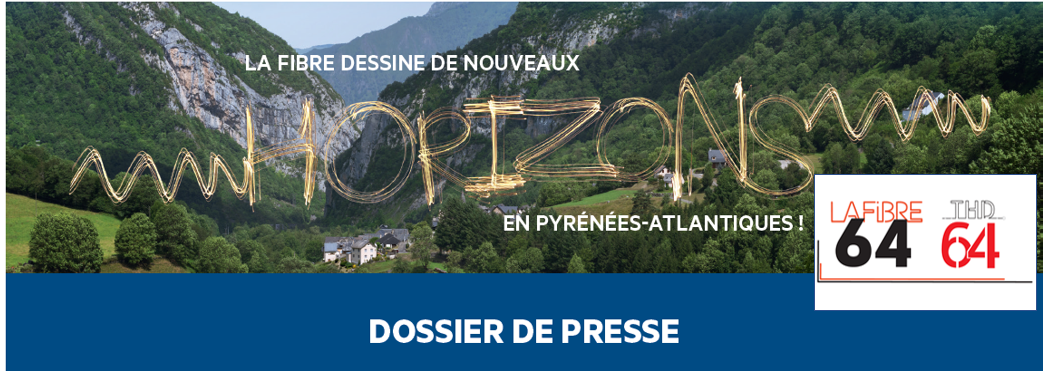 LA FIBRE DESSINE DE NOUVEAUX
HORIZONS
EN PYRÉNÉES-ATLANTIQUES !
LAFIBRE
64
THD
64
DOSSIER DE PRESSE